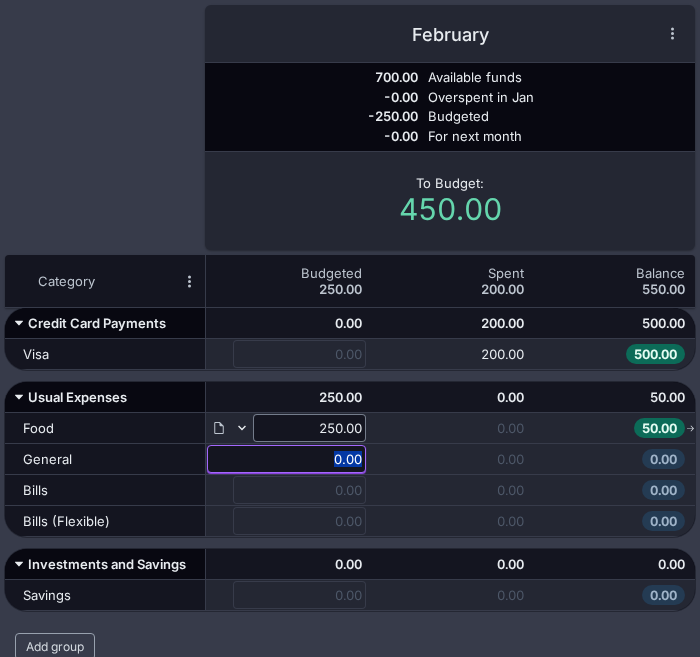 February
700.00 Available funds
-0.00 Overspent in Jan
-250.00 Budgeted
-0.00 For next month
To Budget:
450.00
Category Budgeted Spent Balance
250.00 200.00 550.00
Credit Card Payments 0.00 200.00 500.00
Visa 0.00 200.00 500.00
Usual Expenses 250.00 0.00 50.00
Food 250.00 0.00 50.00
General 0.00 0.00 0.00
Bills 0.00 0.00 0.00
Bills (Flexible) 0.00 0.00 0.00
Investments and Savings 0.00 0.00 0.00
Savings 0.00 0.00 0.00
Add group